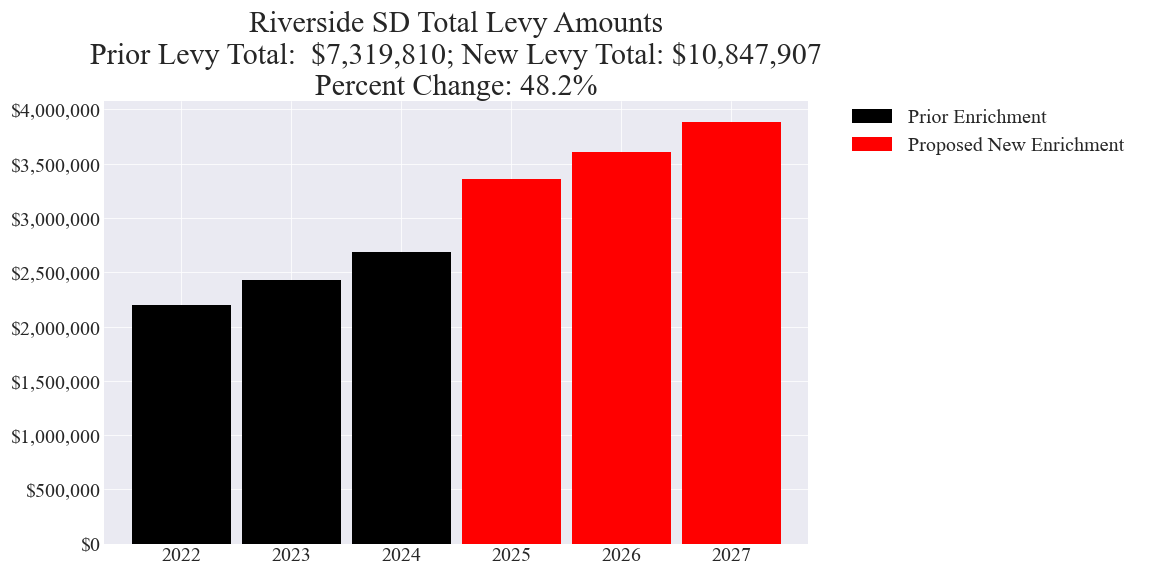 Riverside SD Total Levy Amounts
Prior Levy Total:  $7,319,810; New Levy Total: $10,847,907
Percent Change: 48.2%
$4,000,000
$3,500,000
$3,000,000
$2,500,000
$2,000,000
$1,500,000
$1,000,000
$500,000
$0
2022 2023 2024 2025 2026 2027
Prior Enrichment
Proposed New Enrichment